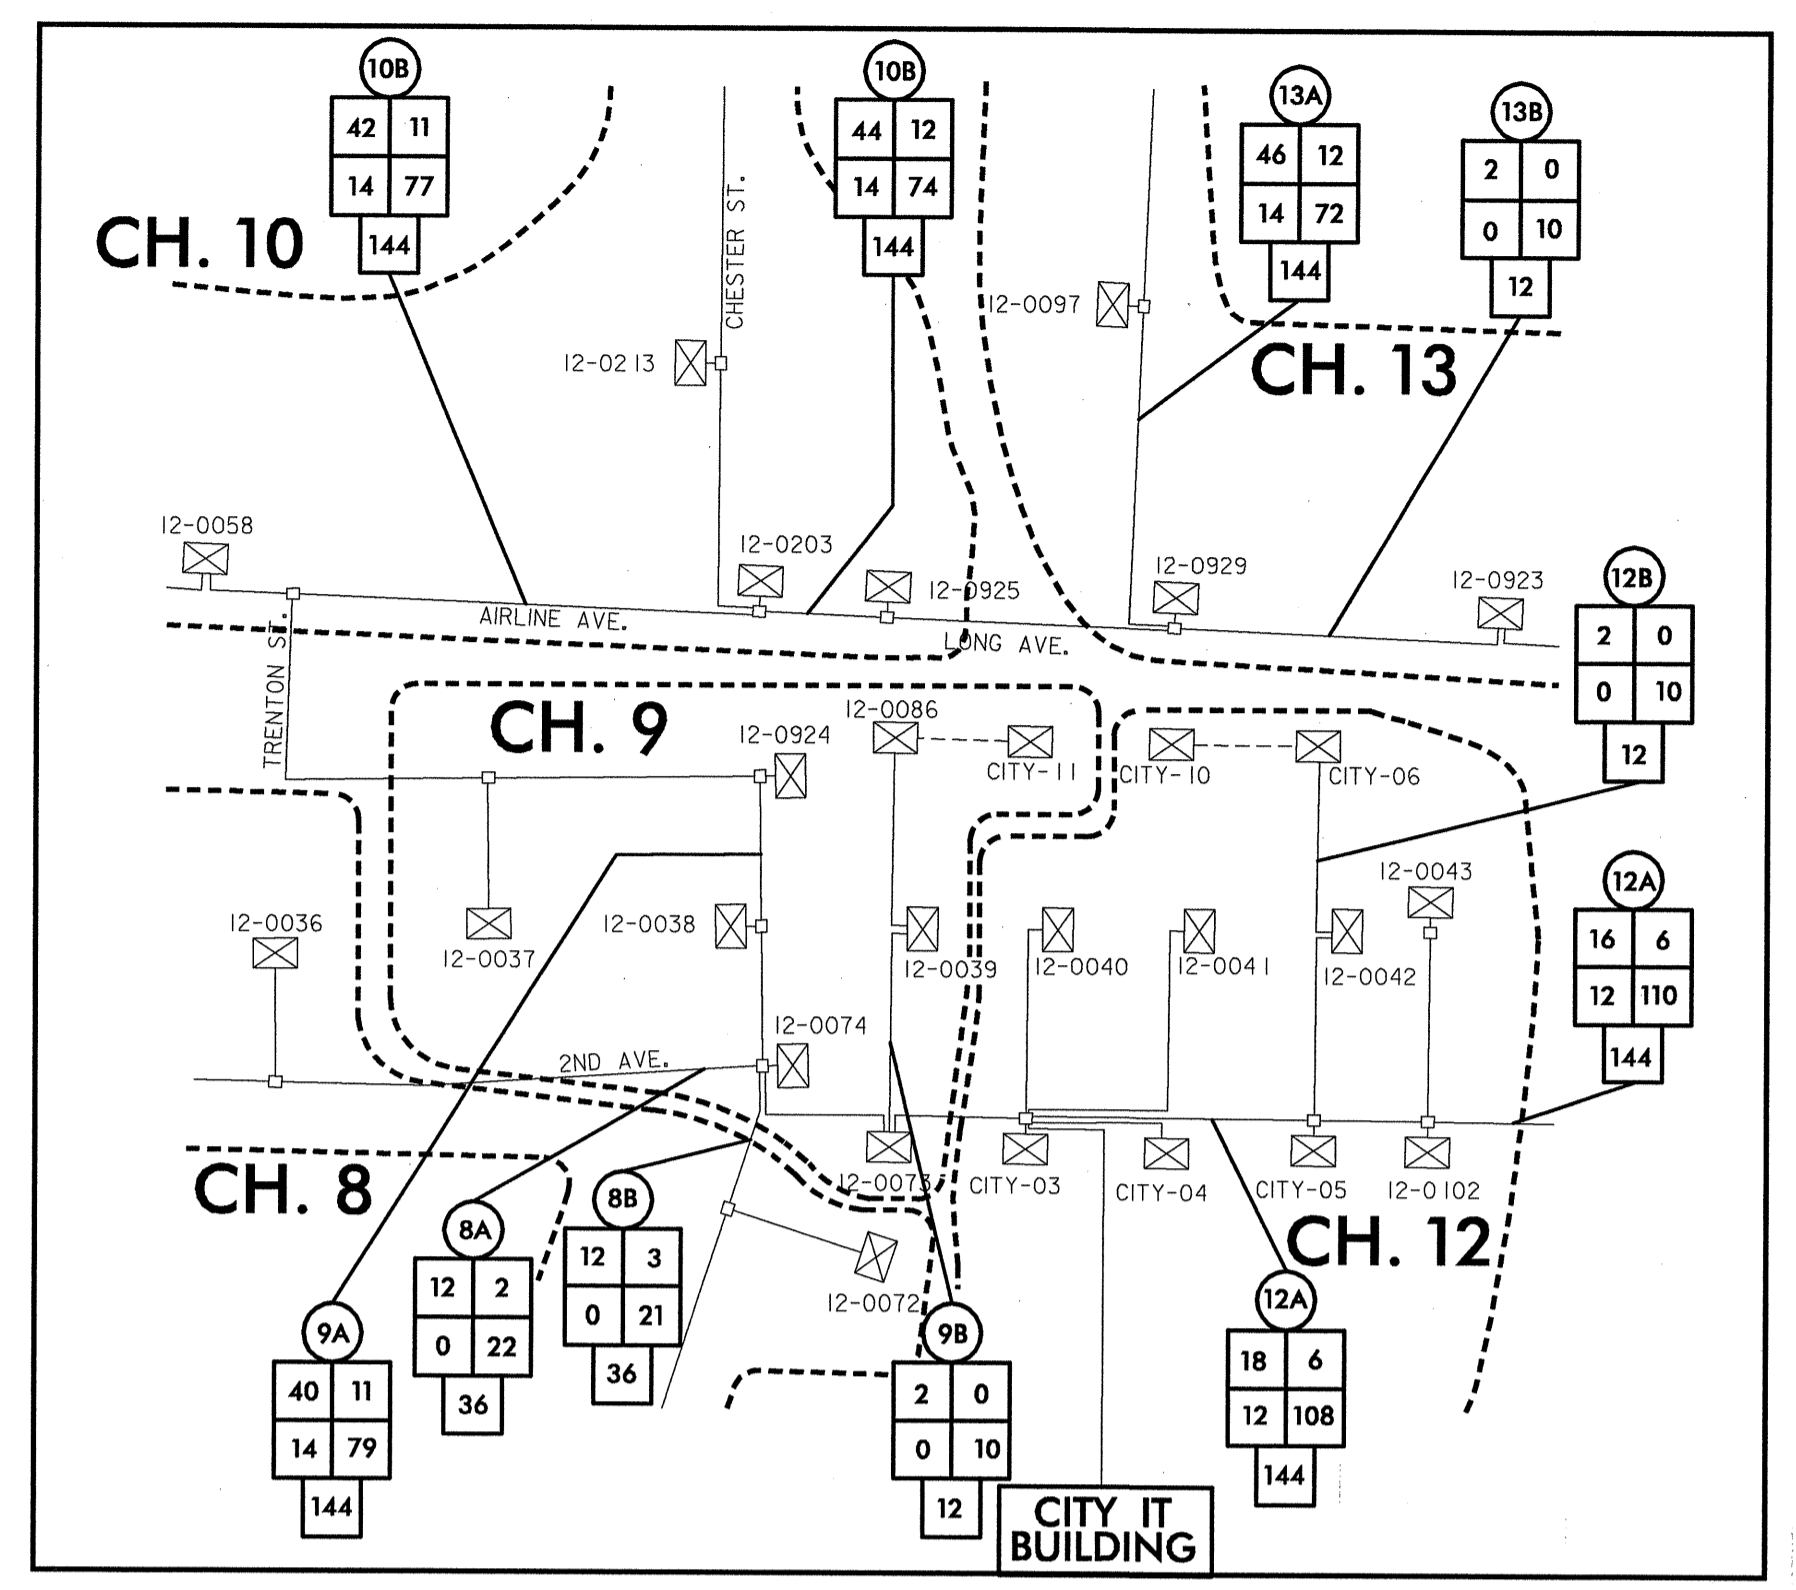 10B
42 11
14 77
144
10B
44 12
14 74
144
13A
46 12
14 72
144
13B
2 0
0 10
12
CH. 10
CHESTER ST.
12-0097
12-0213
CH. 13
12-0058
12-0203
12-0925
12-0929
12-0923
AIRLINE AVE.
LONG AVE.
TRENTON ST.
12B
2 0
0 10
12
CH. 9
12-0924
12-0086
CITY-11
CITY-10
CITY-06
12-0036
12-0037
12-0038
12-0039
12-0040
12-0041
12-0042
12-0043
12A
16 6
12 110
144
2ND AVE.
12-0074
12-0073
CITY-03
CITY-04
CITY-05
12-0102
CH. 8
CH. 12
8A
12 2
0 22
36
8B
12 3
0 21
36
12-0072
9A
40 11
14 79
144
9B
2 0
0 10
12
12A
18 6
12 108
144
CITY IT
BUILDING